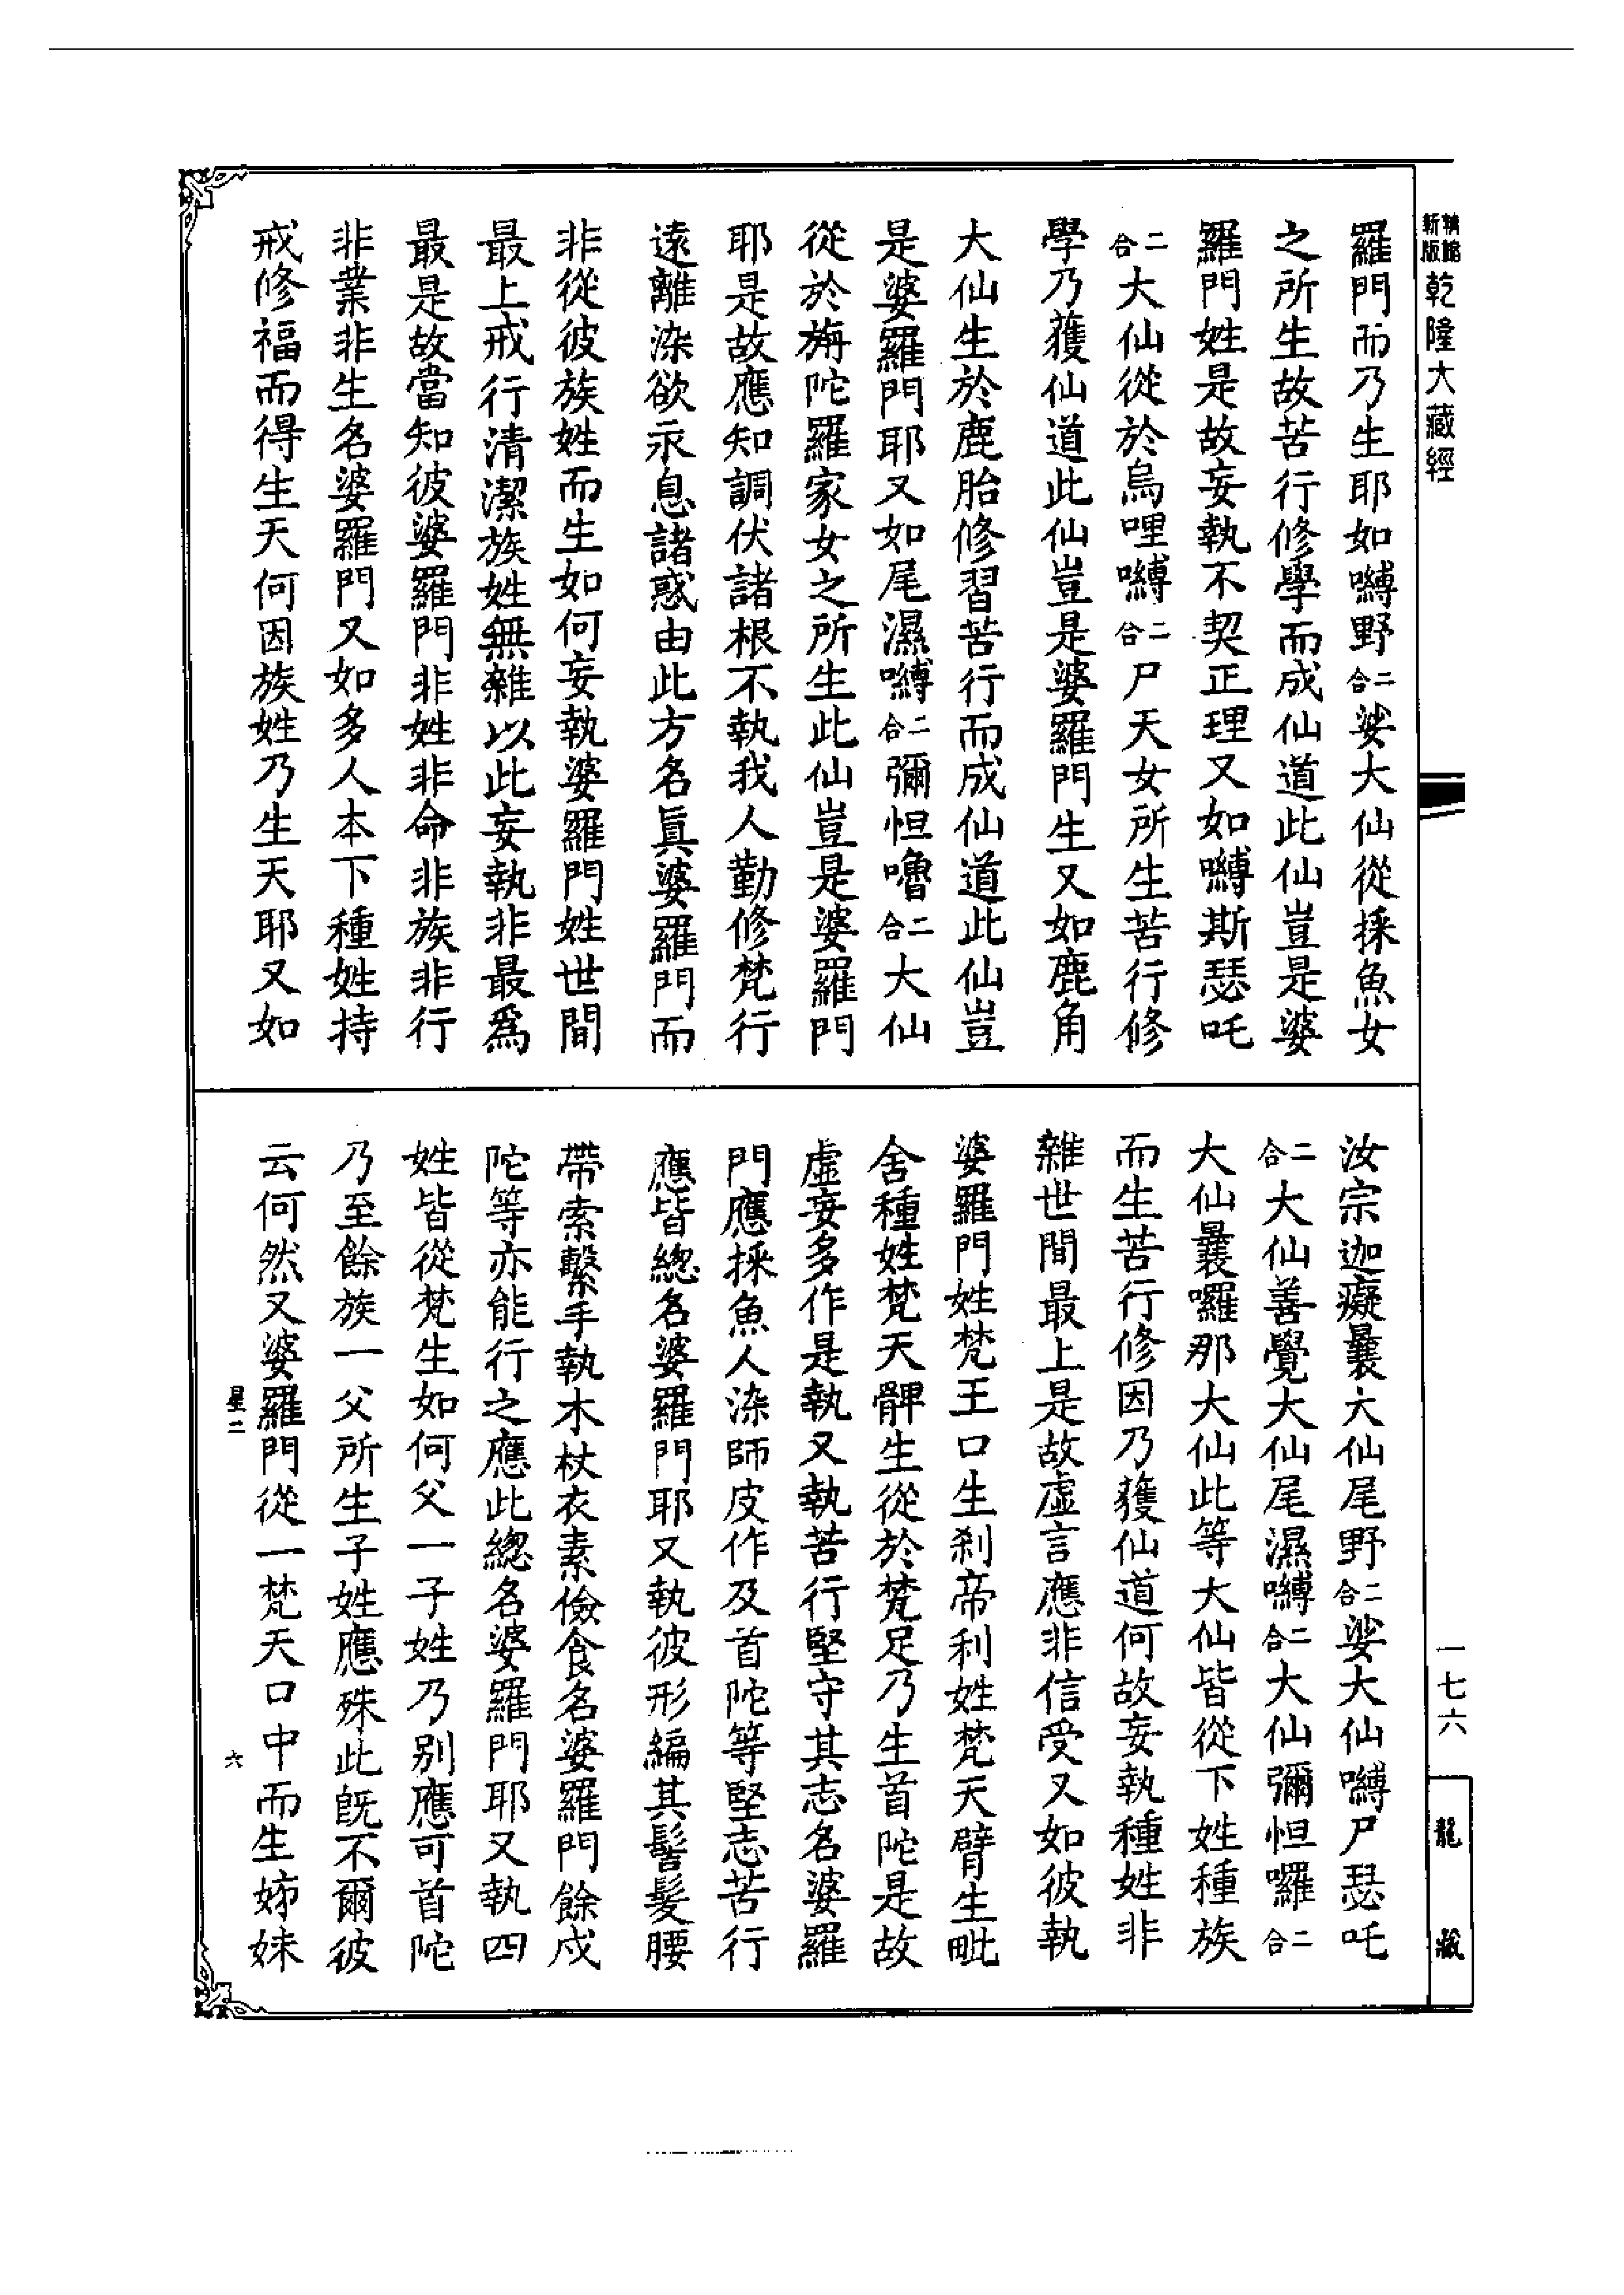 新編縮版乾隆大藏經
羅門而乃生耶如嚩野二合娑大仙從捺魚女
之所生故苦行修學而成仙道此仙豈是婆
羅門姓是故妄執不契正理又如嚩斯瑟吒
二合大仙從於烏哩嚩二合尸天女所生苦行修
學乃獲仙道此仙豈是婆羅門生又如鹿角
大仙生於鹿胎修習苦行而成仙道此仙豈
是婆羅門耶又如尾濕嚩二合彌怛嚕二合大仙
從於旃陀羅家女之所生此仙豈是婆羅門
耶是故應知調伏諸根不執我人勤修梵行
遠離染欲永息諸惑由此方名真婆羅門而
非從彼族姓而生如何妄執婆羅門姓世間
最上戒行清潔族姓無雜以此妄執非最爲
最是故當知彼婆羅門非姓非命非族非行
非業非生名婆羅門又如多人本下種姓持
戒修福而得生天何因族姓乃生天耶又如
汝宗迦癡曩大仙尾野二合娑大仙嚩尸瑟吒
二合大仙善覺大仙尾濕嚩二合大仙彌怛囉二合
大仙曩囉那大仙此等大仙皆從下姓種族
而生苦行修因乃獲仙道何故妄執種姓非
雜世間最上是故虛言應非信受又如彼執
婆羅門姓梵王口生刹帝利姓梵天臂生毗
舍種姓梵天髀生從於梵足乃生首陀是故
虛妄多作是執又執苦行堅守其志名婆羅
門應捺魚人染師皮作及首陀等堅志苦行
應皆總名婆羅門耶又執彼形編其髻髮腰
帶索繫手執木杖衣素儉食名婆羅門餘戍
陀等亦能行之應此總名婆羅門耶又執四
姓皆從梵生如何父一子姓乃別應可首陀
乃至餘族一父所生子姓應殊此旣不爾彼
云何然又婆羅門從一梵天口中而生姊妹
一七六
龍藏
星二
六